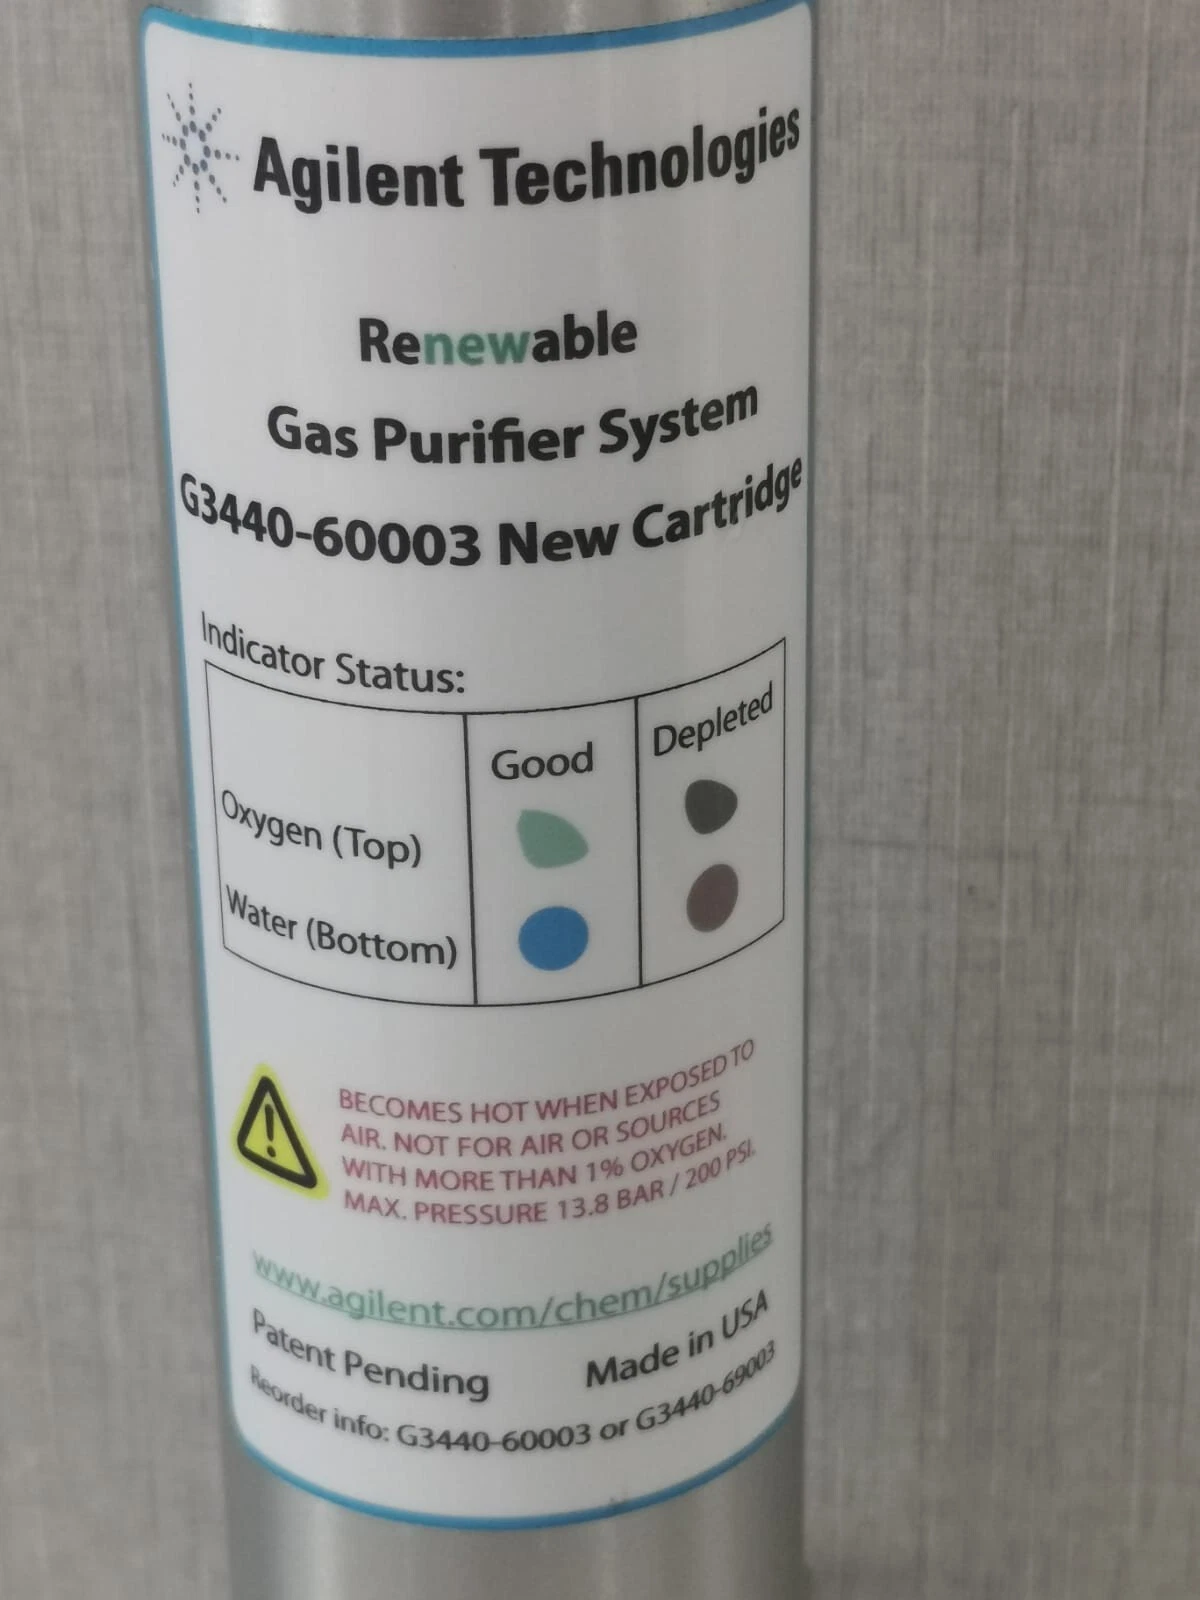 Agilent Technologies
Renewable
Gas Purifier System
G3440-60003 New Cartridge
Indicator Status:
Good Depleted
Oxygen (Top)
Water (Bottom)
BECOMES HOT WHEN EXPOSED TO
AIR. NOT FOR AIR OR SOURCES
WITH MORE THAN 1% OXYGEN.
MAX. PRESSURE 13.8 BAR / 200 PSI.
www.agilent.com/chem/supplies
Patent Pending Made in USA
Reorder info: G3440-60003 or G3440-69003